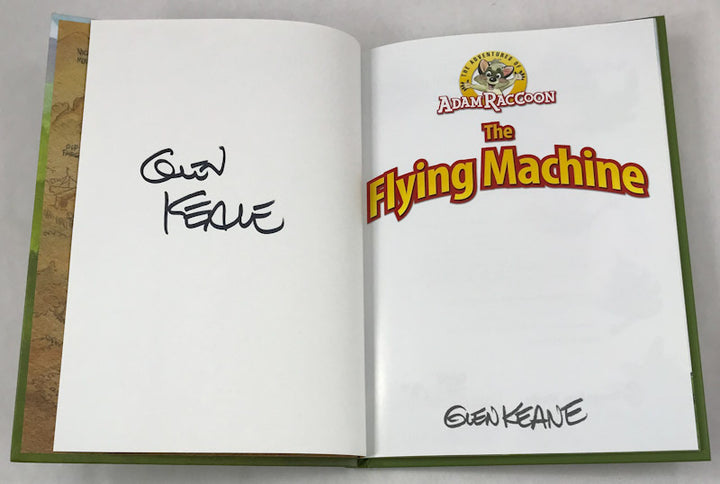 GLEN
KEANE
THE ADVENTURES OF
ADAM RACCOON
The
Flying Machine
GLEN KEANE